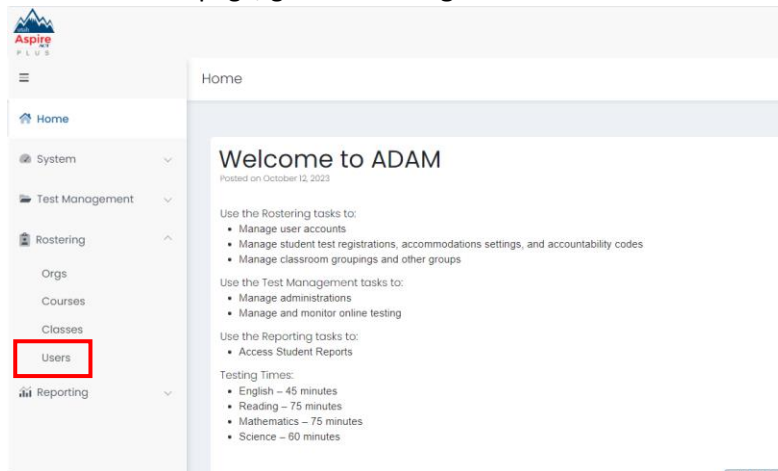 Aspire
PLUS
Home
Home
System
Welcome to ADAM
Posted on October 12, 2023
Test Management
Use the Rostering tasks to:
• Manage user accounts
Rostering
• Manage student test registrations, accommodations settings, and accountability codes
• Manage classroom groupings and other groups
Orgs
Use the Test Management tasks to:
• Manage administrations
Courses
• Manage and monitor online testing
Classes
Use the Reporting tasks to:
Users
• Access Student Reports
Testing Times:
Reporting
• English – 45 minutes
• Reading – 75 minutes
• Mathematics – 75 minutes
• Science – 60 minutes